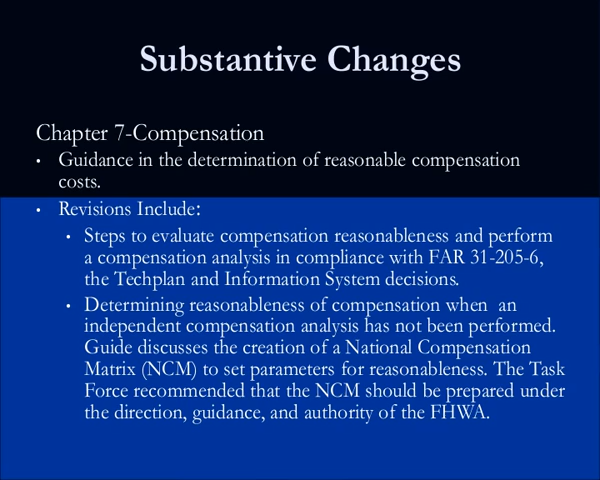 Substantive Changes
Chapter 7-Compensation
• Guidance in the determination of reasonable compensation
costs.
• Revisions Include:
• Steps to evaluate compensation reasonableness and perform
a compensation analysis in compliance with FAR 31-205-6,
the Techplan and Information System decisions.
• Determining reasonableness of compensation when  an
independent compensation analysis has not been performed.
Guide discusses the creation of a National Compensation
Matrix (NCM) to set parameters for reasonableness. The Task
Force recommended that the NCM should be prepared under
the direction, guidance, and authority of the FHWA.